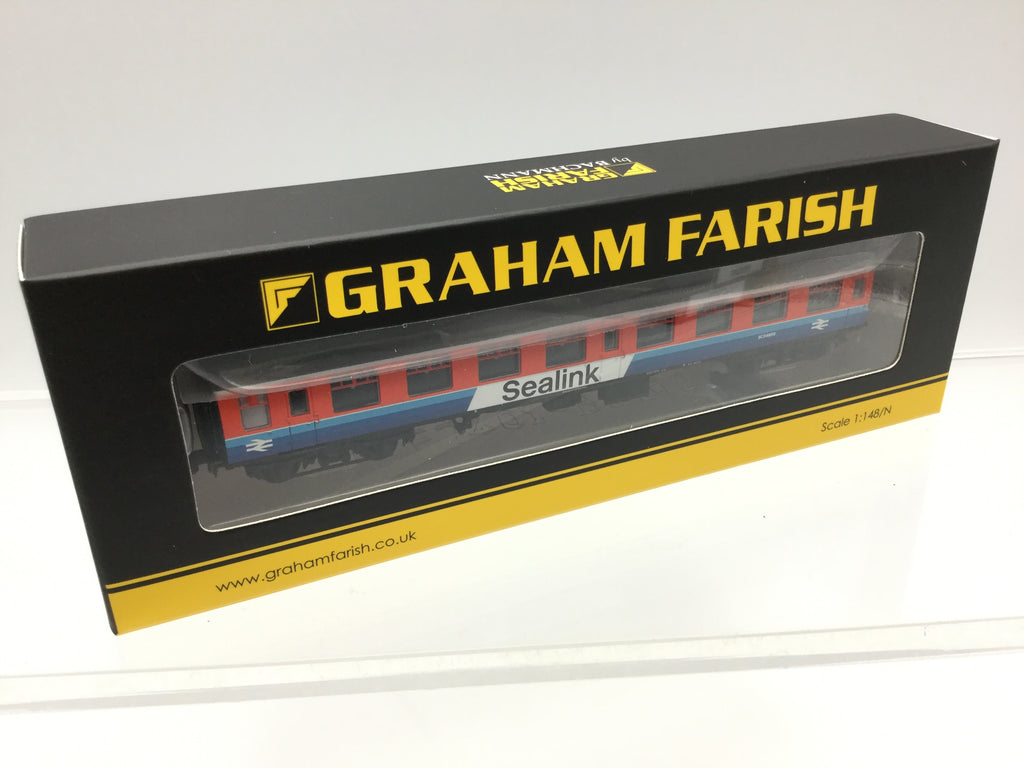 GRAHAM
FARISH
by BACHMANN
GRAHAM FARISH
Sealink
Scale 1:148/N
www.grahamfarish.co.uk